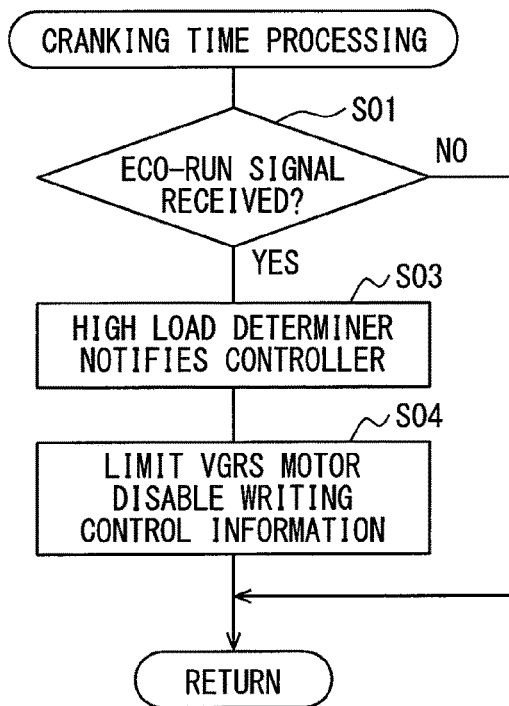 CRANKING TIME PROCESSING
S01
ECO-RUN SIGNAL
RECEIVED?
NO
YES
S03
HIGH LOAD DETERMINER
NOTIFIES CONTROLLER
S04
LIMIT VGRS MOTOR
DISABLE WRITING
CONTROL INFORMATION
RETURN